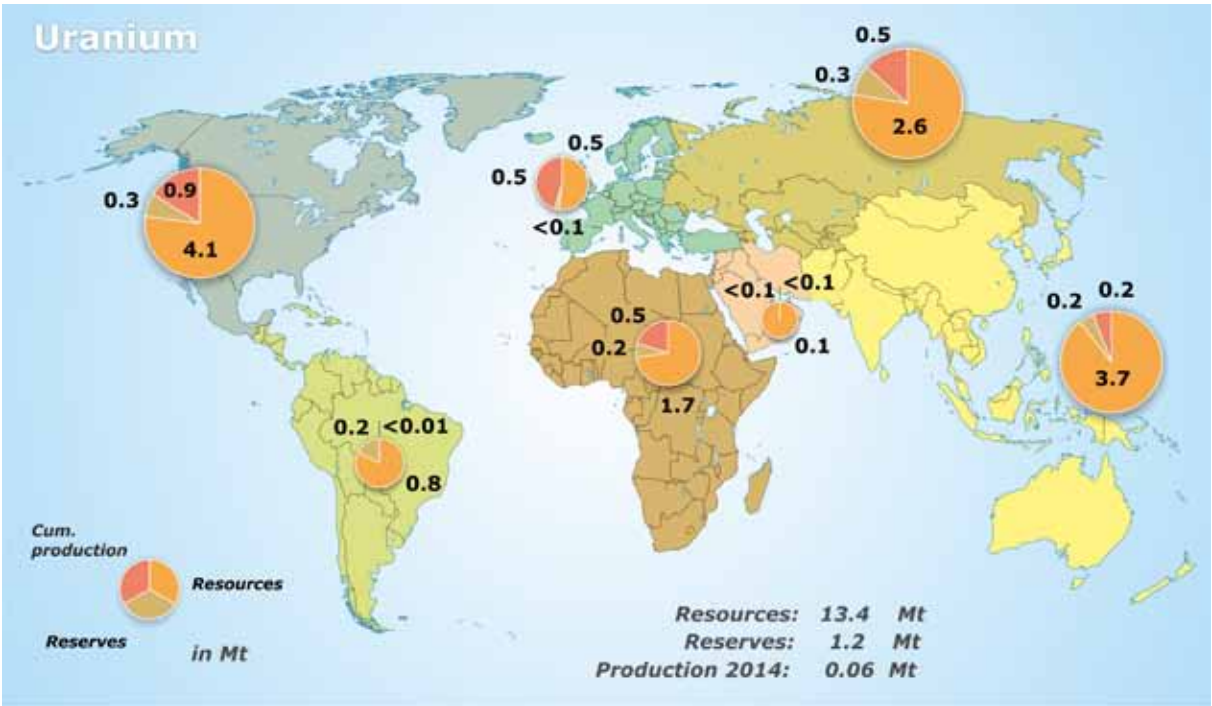 Uranium
0.5
0.3
2.6
0.5
0.5
<0.1
0.3
0.9
4.1
<0.1
<0.1
0.1
0.5
0.2
1.7
0.2
0.2
3.7
0.2
<0.01
0.8
Cum.
production
Resources
Reserves
in Mt
Resources: 13.4 Mt
Reserves: 1.2 Mt
Production 2014: 0.06 Mt